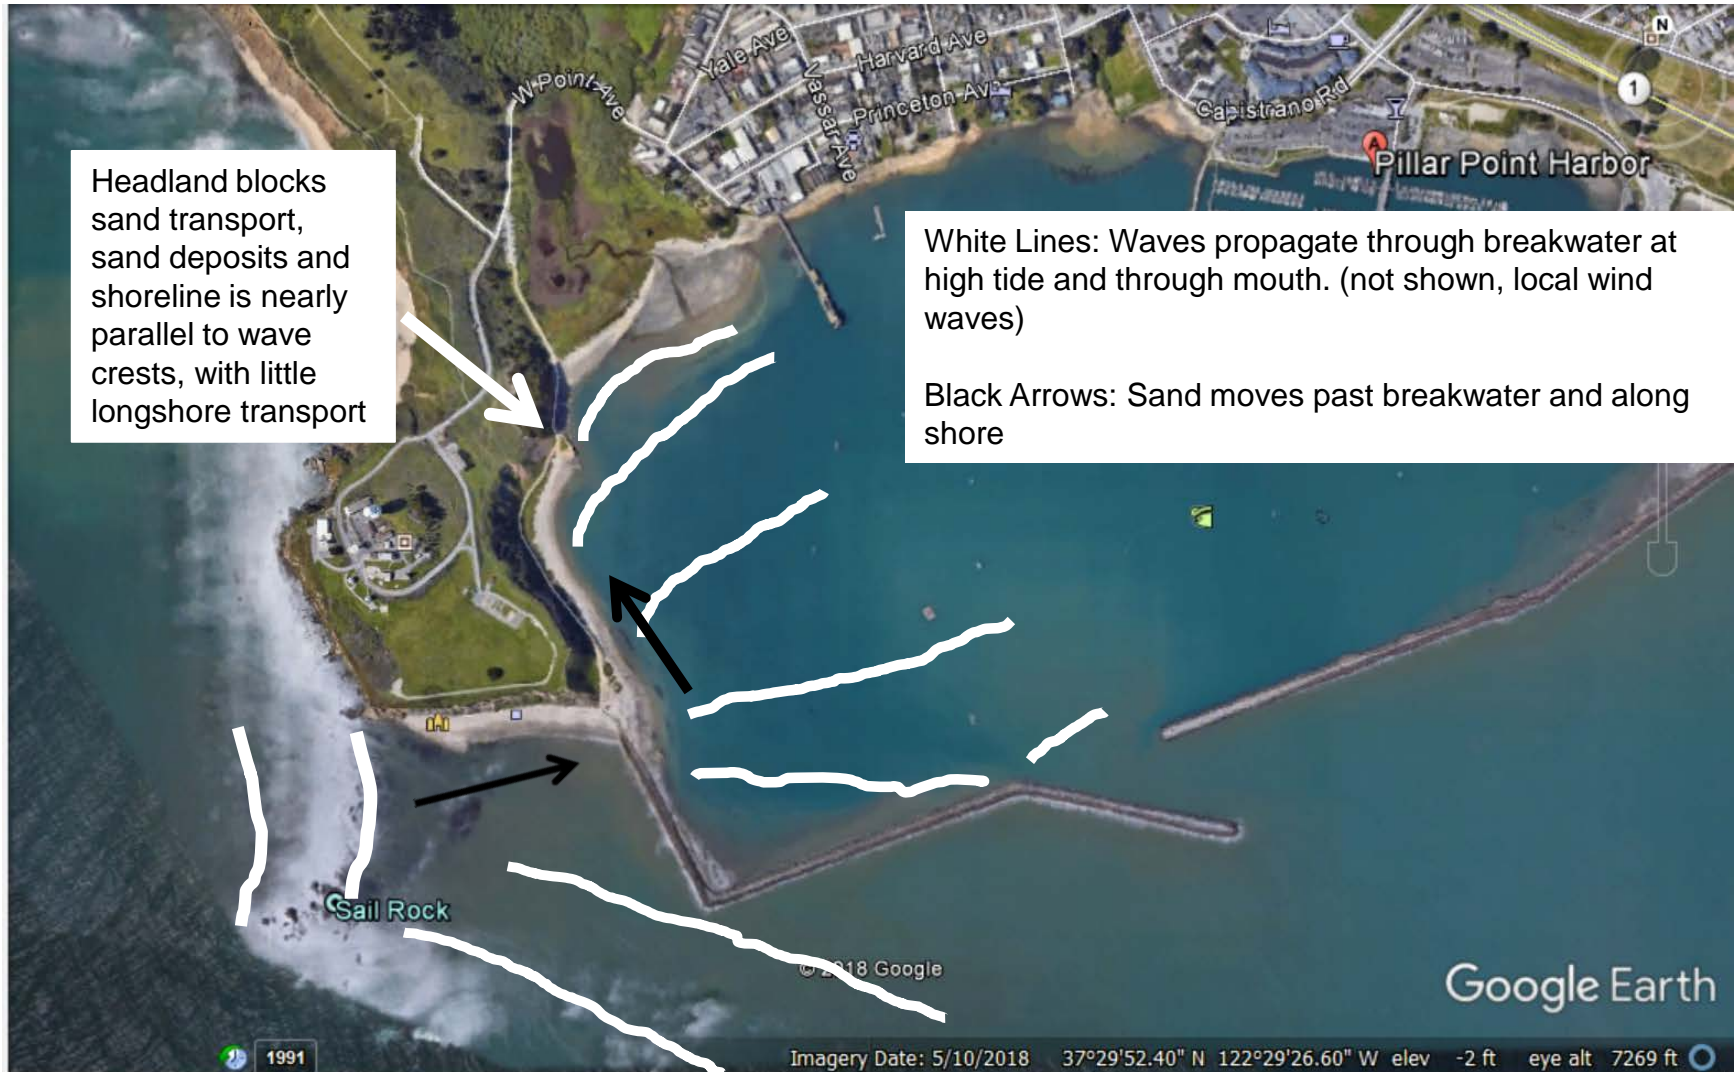 N
Yale Ave
Harvard Ave
W Point Ave
Vassar Ave
Princeton Av
Capistrano Rd
1
A
Pillar Point Harbor
Headland blocks
sand transport,
sand deposits and
shoreline is nearly
parallel to wave
crests, with little
longshore transport
White Lines: Waves propagate through breakwater at
high tide and through mouth. (not shown, local wind
waves)
Black Arrows: Sand moves past breakwater and along
shore
Sail Rock
© 2018 Google
Google Earth
1991
Imagery Date: 5/10/2018 37°29'52.40" N 122°29'26.60" W elev -2 ft eye alt 7269 ft